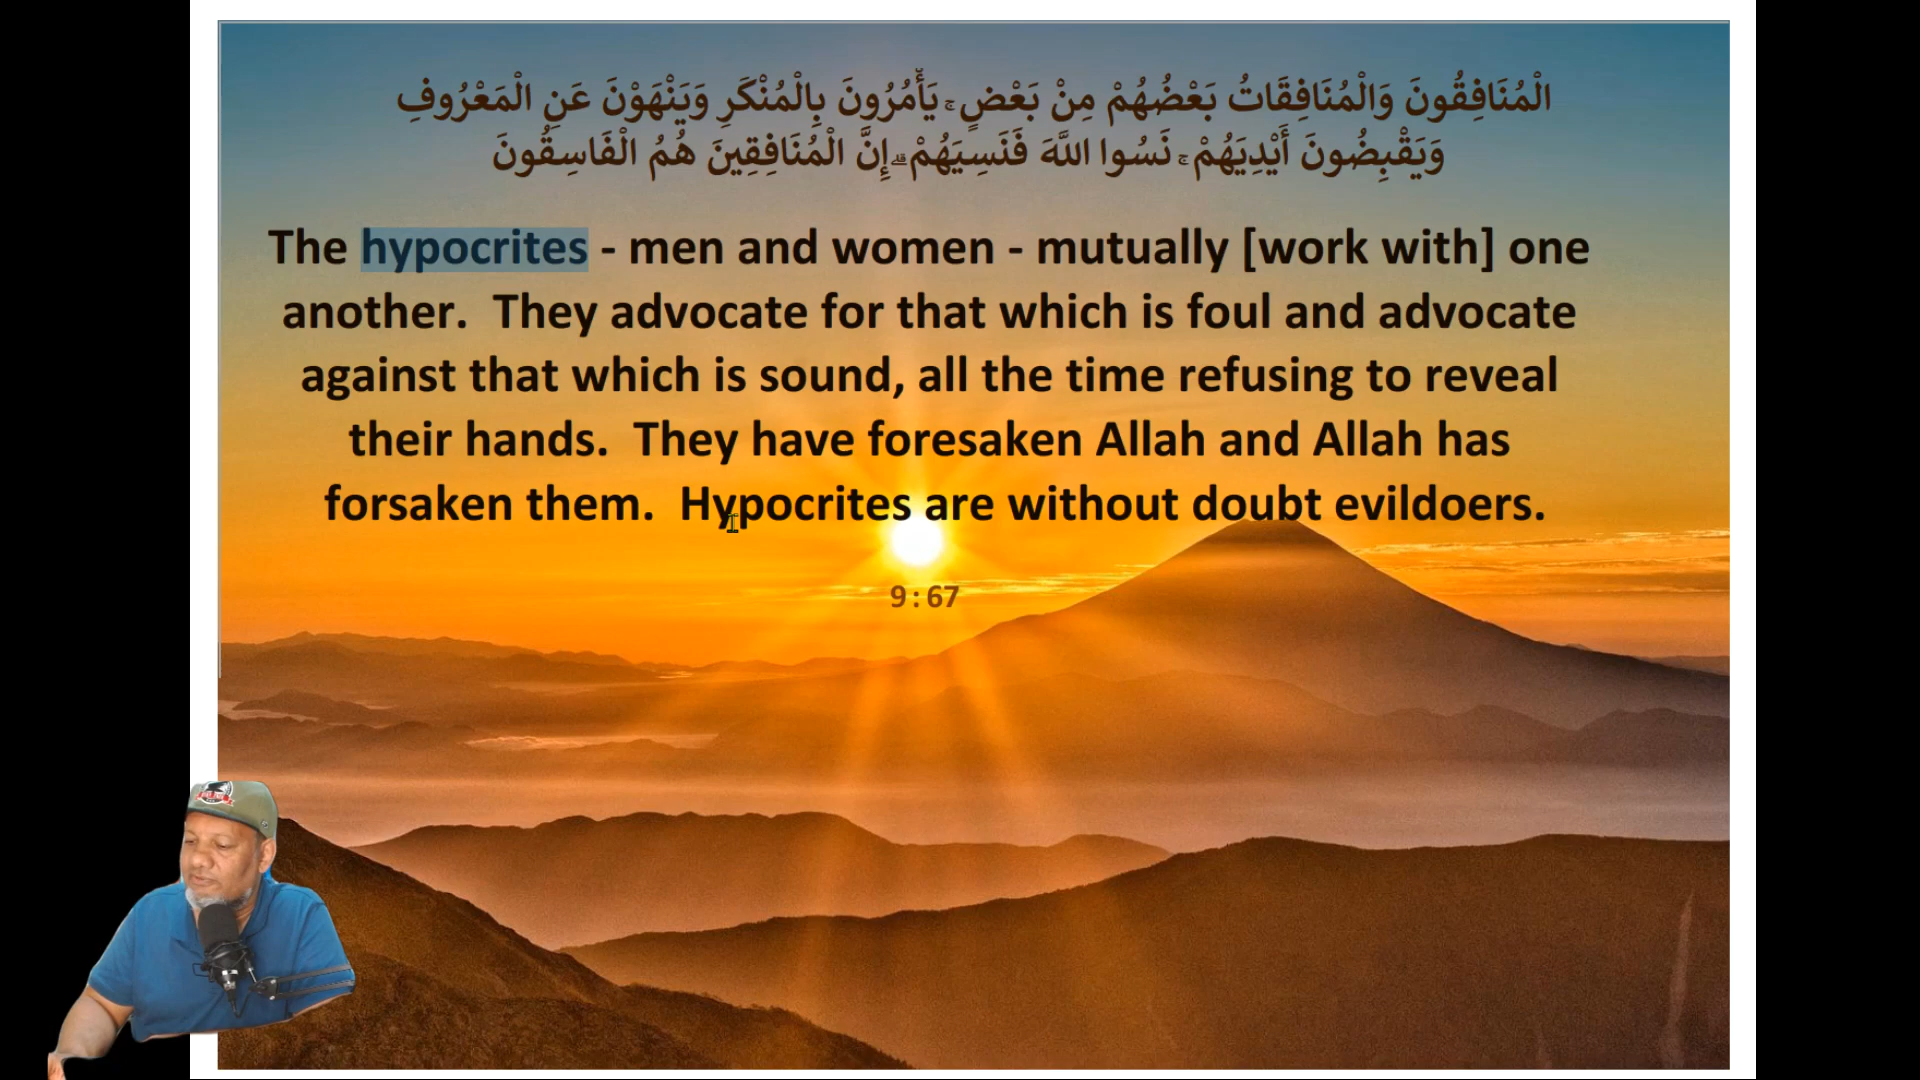 الْمُنَافِقُونَ وَالْمُنَافِقَاتُ بَعْضُهُمْ مِنْ بَعْضٍ ۚ يَأْمُرُونَ بِالْمُنْكَرِ وَيَنْهَوْنَ عَنِ الْمَعْرُوفِ
وَيَقْبِضُونَ أَيْدِيَهُمْ ۚ نَسُوا اللَّهَ فَنَسِيَهُمْ ۗ إِنَّ الْمُنَافِقِينَ هُمُ الْفَاسِقُونَ
The hypocrites - men and women - mutually [work with] one
another. They advocate for that which is foul and advocate
against that which is sound, all the time refusing to reveal
their hands. They have foresaken Allah and Allah has
forsaken them. Hypocrites are without doubt evildoers.
9:67